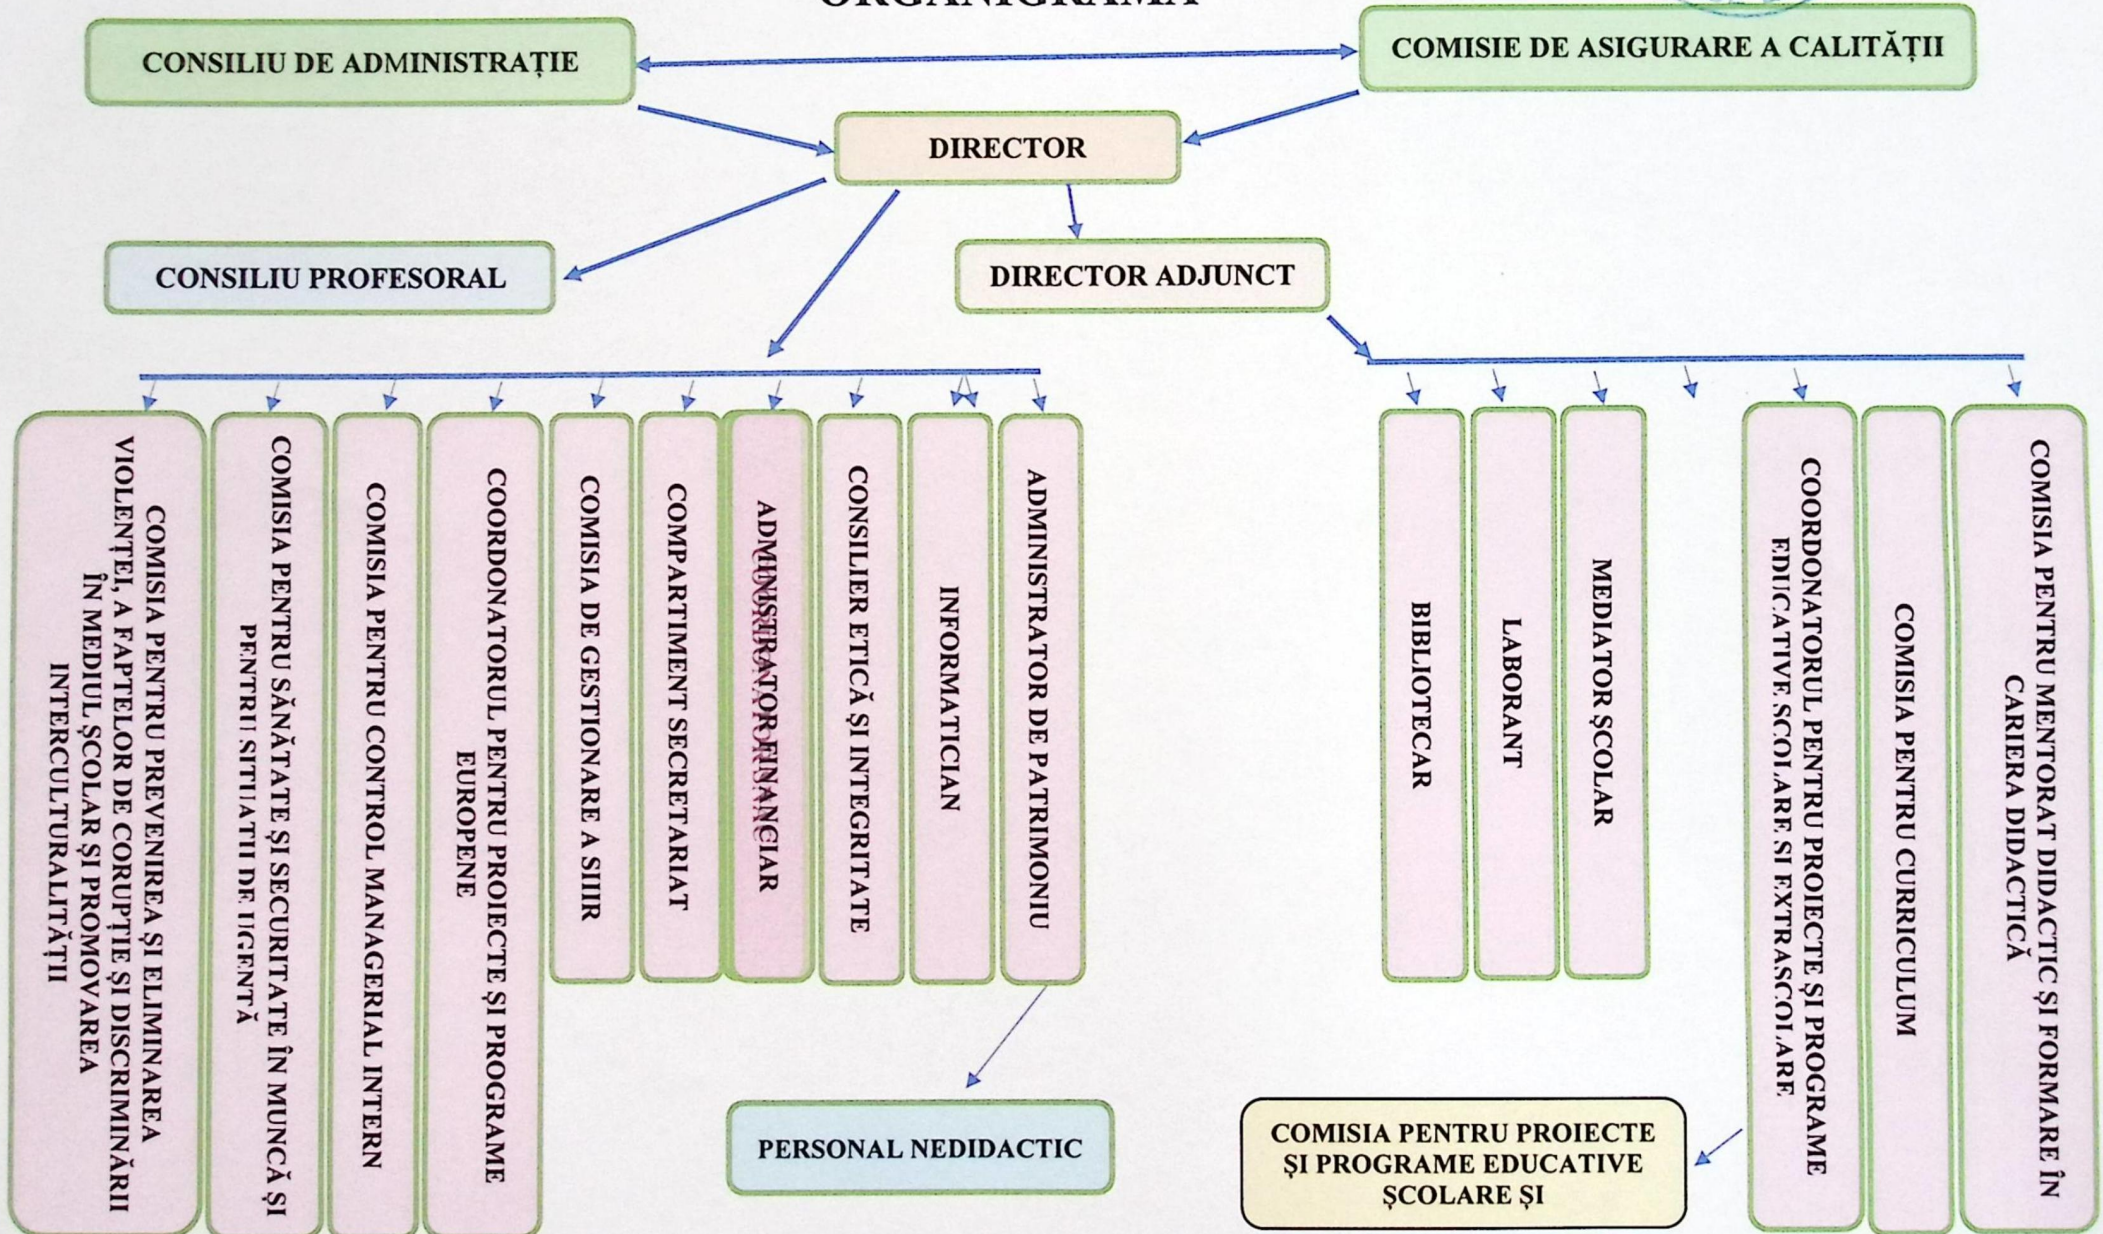 ORGANIGRAMA
CONSILIU DE ADMINISTRAȚIE
COMISIE DE ASIGURARE A CALITĂȚII
DIRECTOR
CONSILIU PROFESORAL
DIRECTOR ADJUNCT
COMISIA PENTRU PREVENIREA ȘI ELIMINAREA
VIOLENȚEI, A FAPTELOR DE CORUPȚIE ȘI DISCRIMINĂRII
ÎN MEDIUL ȘCOLAR ȘI PROMOVAREA
INTERCULTURALITĂȚII
COMISIA PENTRU SĂNĂTATE ȘI SECURITATE ÎN MUNCĂ ȘI
PENTRU SITUATII DE UGENTĂ
COMISIA PENTRU CONTROL MANAGERIAL INTERN
COORDONATORUL PENTRU PROIECTE ȘI PROGRAME
EUROPENE
COMISIA DE GESTIONARE A SIIIR
COMPARTIMENT SECRETARIAT
ADMINISTRATOR FINANCIAR
CONSILIER ETICĂ ȘI INTEGRITATE
INFORMATICIAN
ADMINISTRATOR DE PATRIMONIU
BIBLIOTECAR
LABORANT
MEDIATOR ȘCOLAR
COORDONATORUL PENTRU PROIECTE ȘI PROGRAME
EDUCATIVE SCOLARE SI EXTRASCOLARE
COMISIA PENTRU CURRICULUM
COMISIA PENTRU MENTORAT DIDACTIC ȘI FORMARE ÎN
CARIERA DIDACTICĂ
PERSONAL NEDIDACTIC
COMISIA PENTRU PROIECTE
ȘI PROGRAME EDUCATIVE
ȘCOLARE ȘI